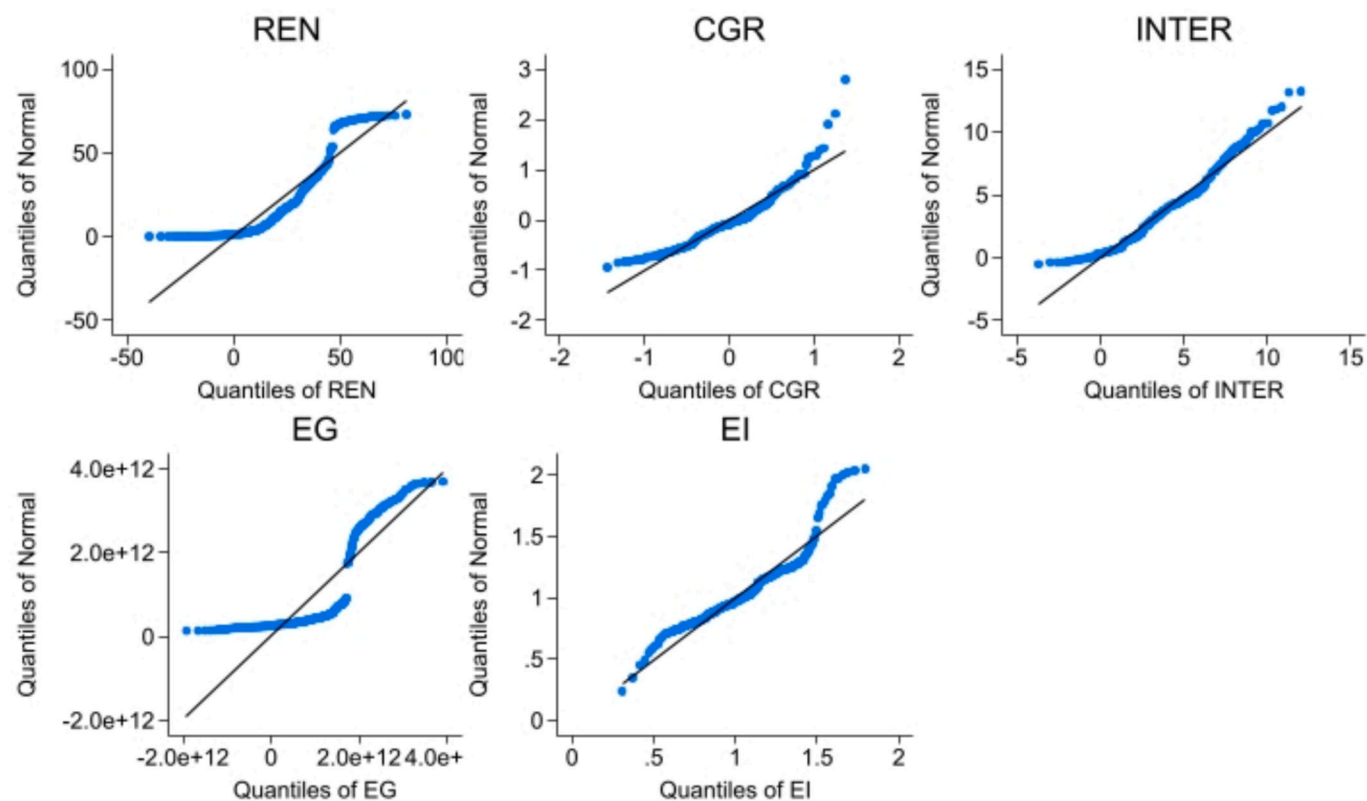 REN
CGR
INTER
Quantiles of Normal
100
50
0
-50
-50 0 50 100
Quantiles of REN
Quantiles of Normal
3
2
1
0
-1
-2
-2 -1 0 1 2
Quantiles of CGR
Quantiles of Normal
15
10
5
0
-5
-5 0 5 10 15
Quantiles of INTER
EG
EI
Quantiles of Normal
4.0e+12
2.0e+12
0
-2.0e+12
-2.0e+12 0 2.0e+12 4.0e+
Quantiles of EG
Quantiles of Normal
2
1.5
1
.5
0
0 .5 1 1.5 2
Quantiles of EI